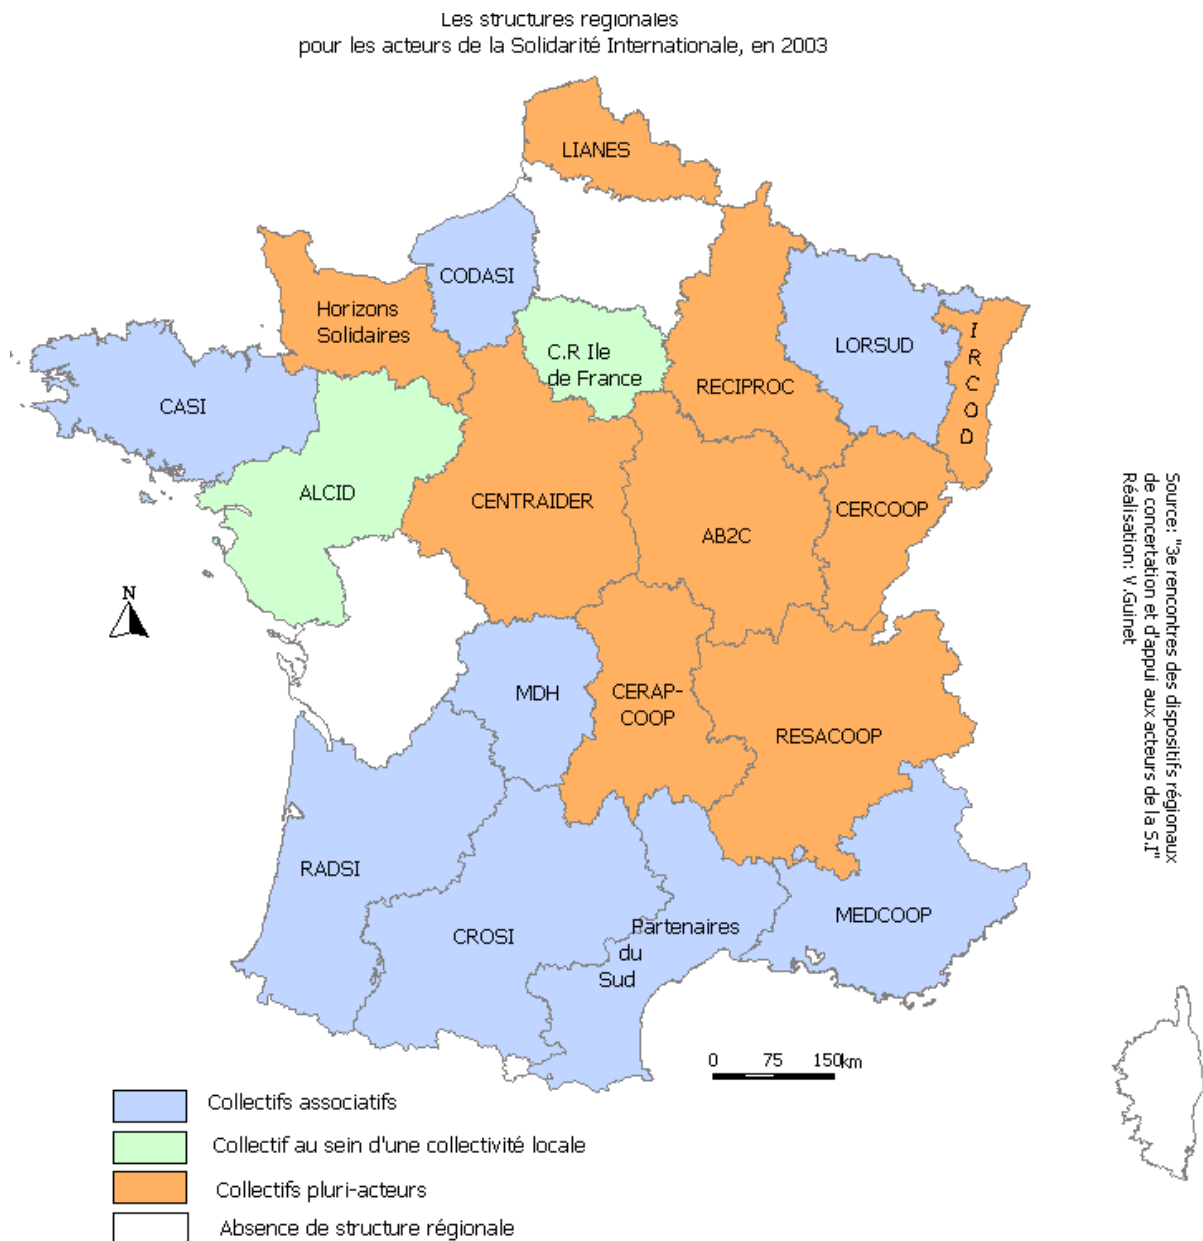 Les structures regionales
pour les acteurs de la Solidarité Internationale, en 2003
LIANES
CODASI
Horizons
Solidaires
C.R Ile
de France
LORSUD
IRCOD
RECIPROC
CASI
ALCID
CENTRAIDER
AB2C
CERCOOP
MDH
CERAP-
COOP
RESACOOP
RADSI
CROSI
Partenaires
du
Sud
MEDCOOP
N
0 75 150km
Source: "3e rencontres des dispositifs régionaux
de concertation et d'appui aux acteurs de la S.I"
Réalisation: V.Guinet
Collectifs associatifs
Collectif au sein d'une collectivité locale
Collectifs pluri-acteurs
Absence de structure régionale